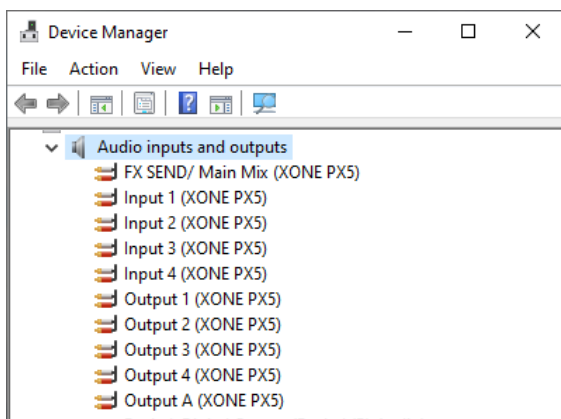 Device Manager
File Action View Help
Audio inputs and outputs
FX SEND/ Main Mix (XONE PX5)
Input 1 (XONE PX5)
Input 2 (XONE PX5)
Input 3 (XONE PX5)
Input 4 (XONE PX5)
Output 1 (XONE PX5)
Output 2 (XONE PX5)
Output 3 (XONE PX5)
Output 4 (XONE PX5)
Output A (XONE PX5)